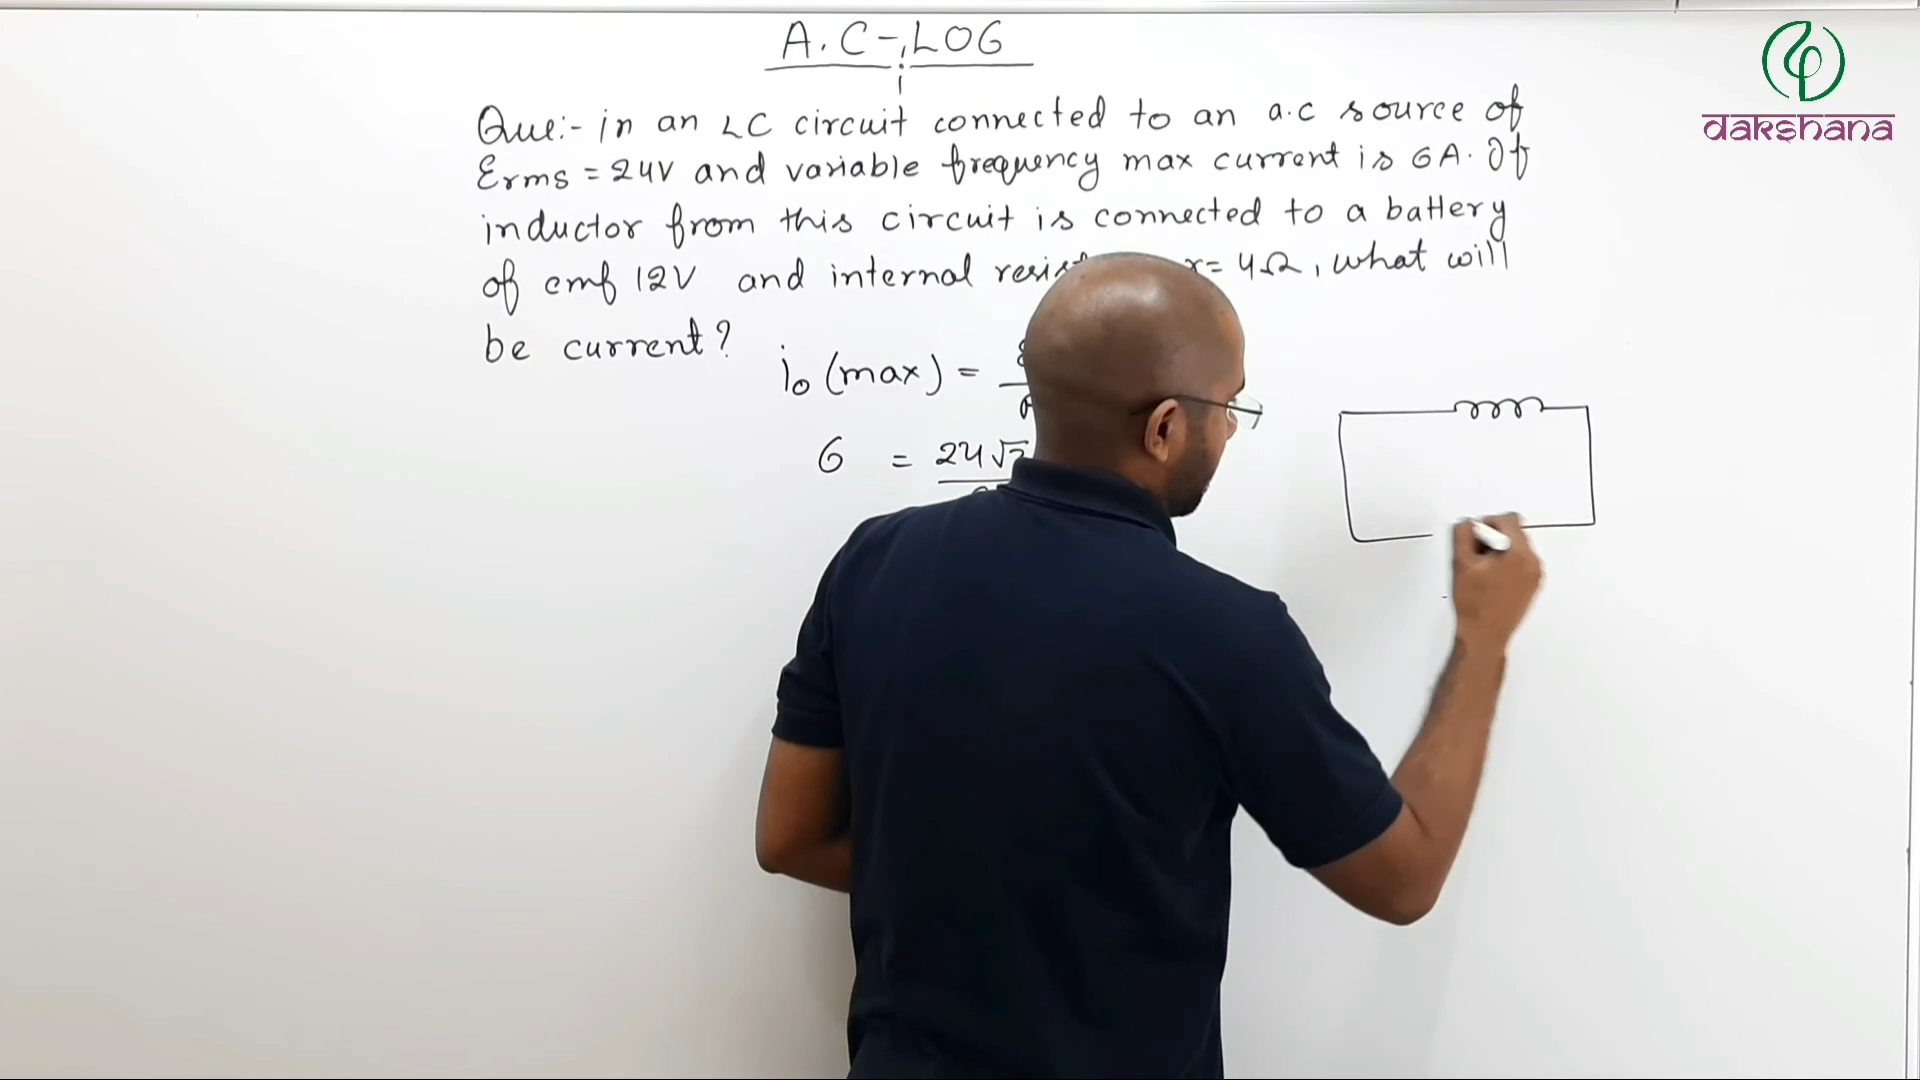 A.C-LOG
dakshana
Que:- in an LC circuit connected to an a.c source of
Erms = 24V and variable frequency max current is 6A. If
inductor from this circuit is connected to a battery
of emf 12V and internal r= 4Ω, what will
be current?
i₀ (max) =
6 = 24√2